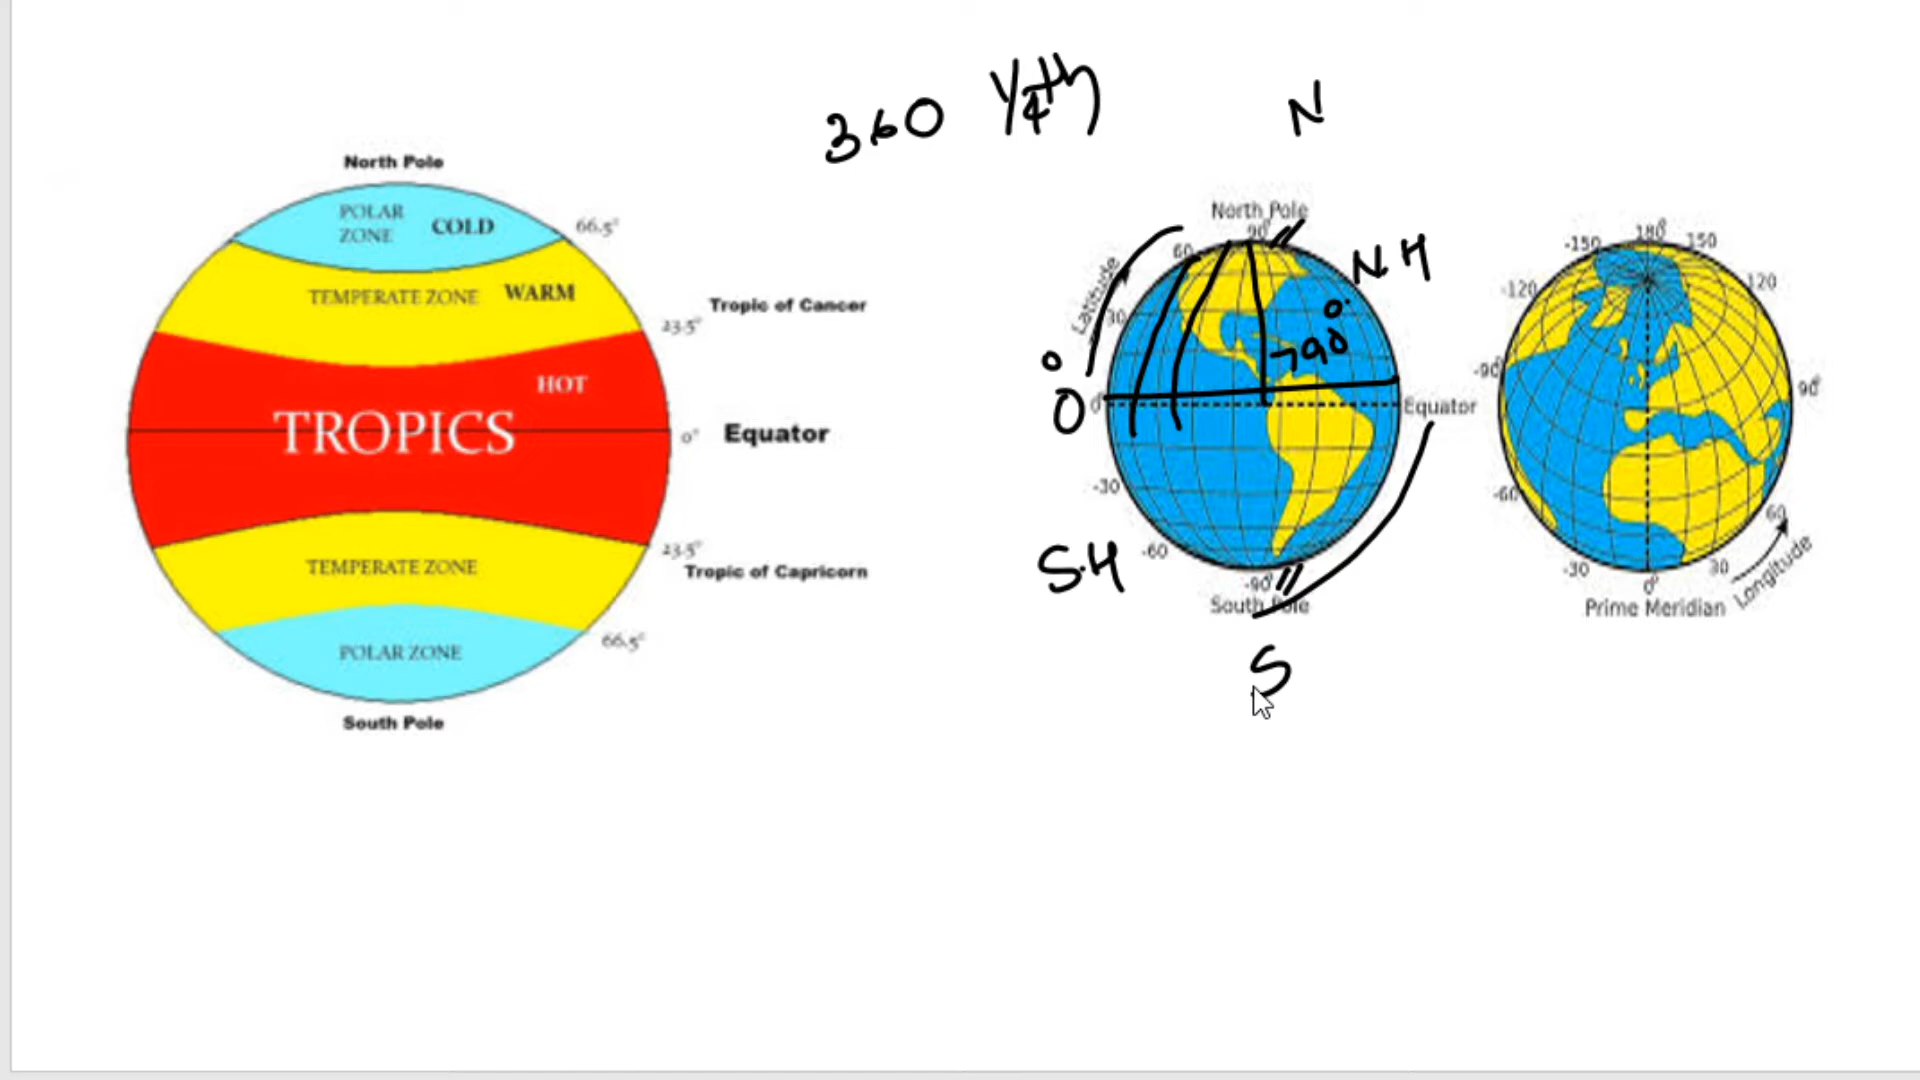 360 1/4th
N
North Pole
POLAR
ZONE
COLD
66.5°
TEMPERATE ZONE
WARM
Tropic of Cancer
23.5°
HOT
TROPICS
0°
Equator
23.5°
TEMPERATE ZONE
Tropic of Capricorn
66.5°
POLAR ZONE
South Pole
North Pole
90°
60
N.H
Latitude
30
90°
0°
0°
Equator
-30
S.H
-60
-90°
South Pole
S
180°
-150
150
-120
120
-90
90°
-60
60
-30
30
0°
Longitude
Prime Meridian